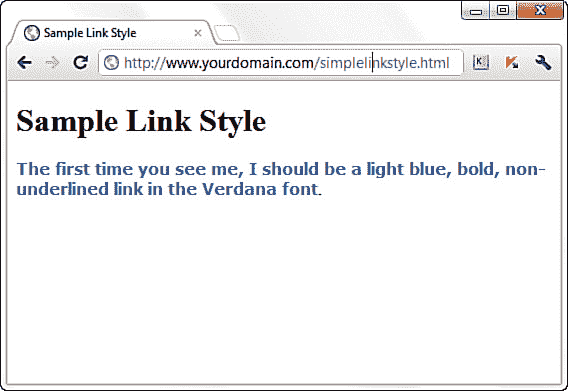 Sample Link Style
http://www.yourdomain.com/simplelinkstyle.html
Sample Link Style
The first time you see me, I should be a light blue, bold, non-
underlined link in the Verdana font.